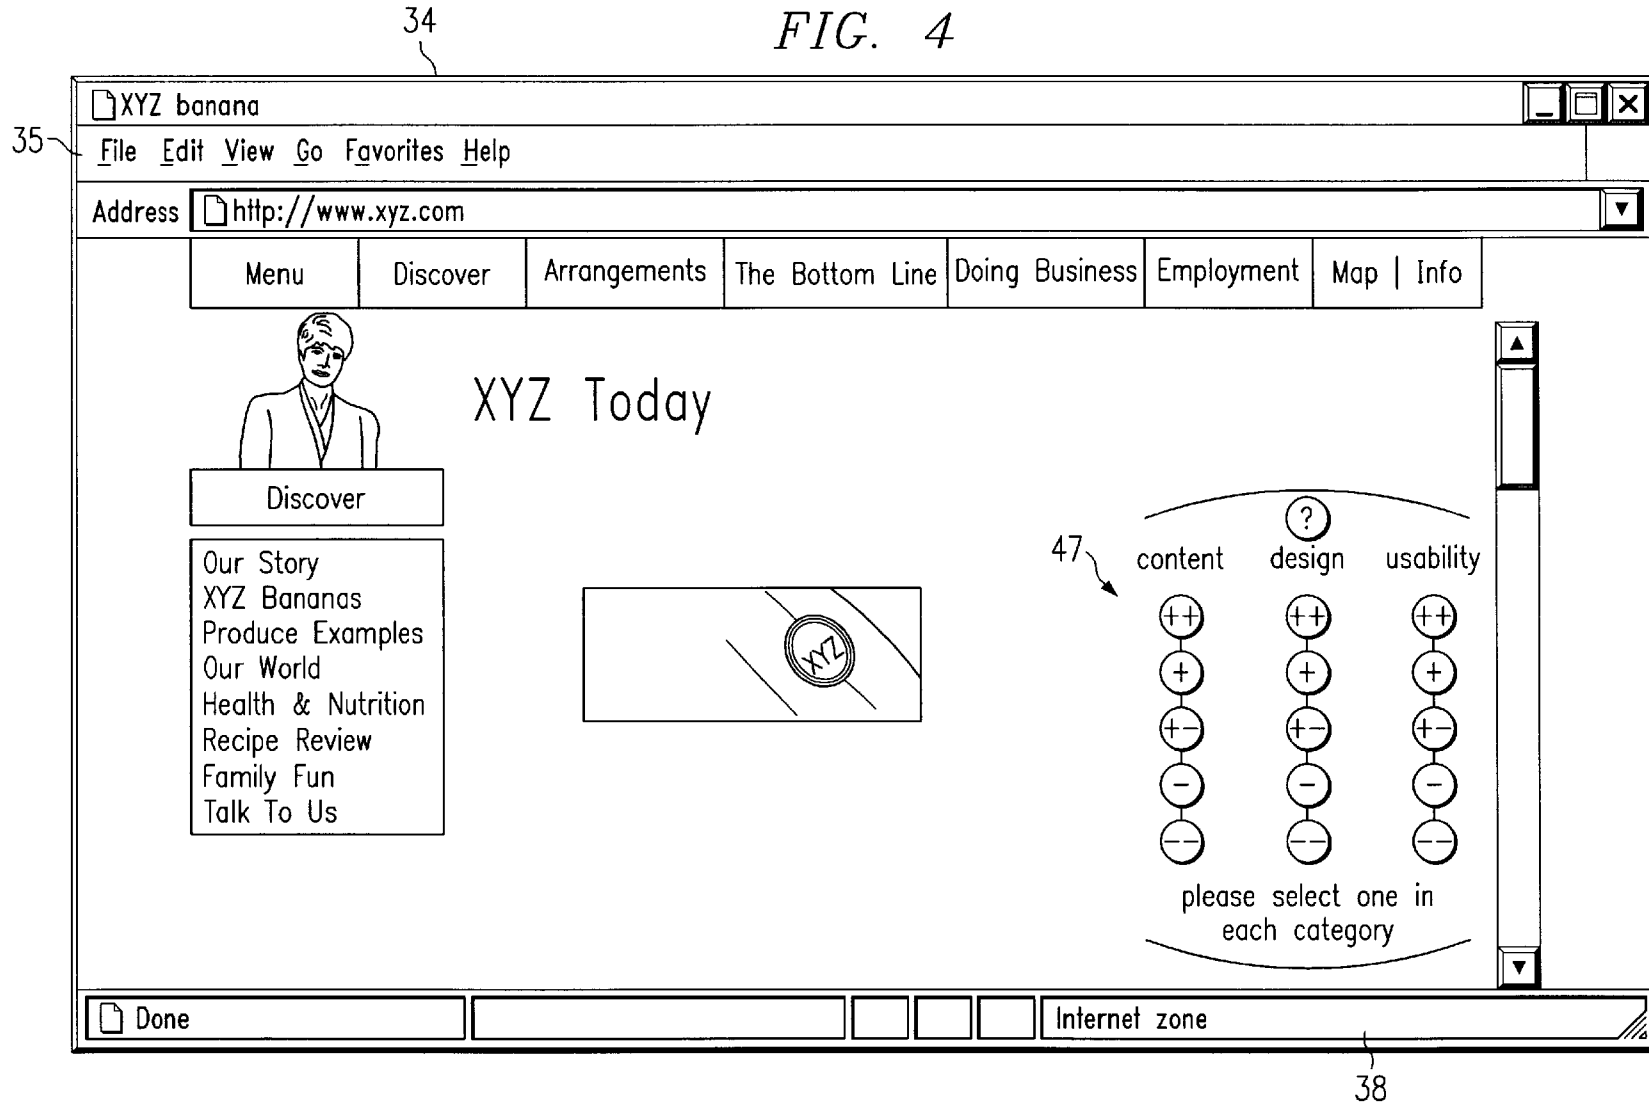 FIG. 4
34
XYZ banana
35
File Edit View Go Favorites Help
Address http://www.xyz.com
Menu Discover Arrangements The Bottom Line Doing Business Employment Map | Info
XYZ Today
Discover
Our Story
XYZ Bananas
Produce Examples
Our World
Health & Nutrition
Recipe Review
Family Fun
Talk To Us
XYZ
47
?
content design usability
++ ++ ++
+ + +
+- +- +-
- - -
-- -- --
please select one in
each category
Done
Internet zone
38